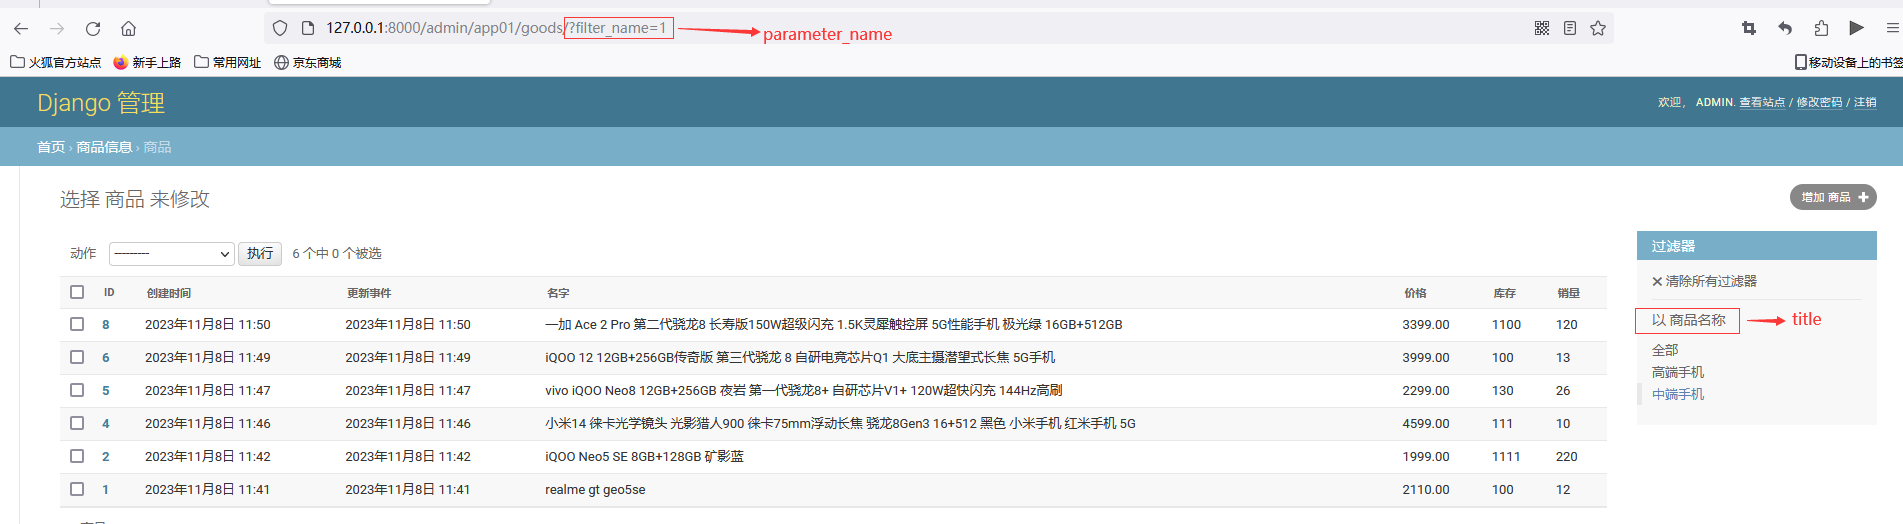 127.0.0.1:8000/admin/app01/goods/?filter_name=1
parameter_name
火狐官方站点 新手上路 常用网址 京东商城 移动设备上的书签
Django 管理
欢迎， ADMIN. 查看站点 / 修改密码 / 注销
首页 › 商品信息 › 商品
选择 商品 来修改
增加 商品 +
动作 --------- 执行 6 个中 0 个被选
ID 创建时间 更新事件 名字 价格 库存 销量
8 2023年11月8日 11:50 2023年11月8日 11:50 一加 Ace 2 Pro 第二代骁龙8 长寿版150W超级闪充 1.5K灵犀触控屏 5G性能手机 极光绿 16GB+512GB 3399.00 1100 120
6 2023年11月8日 11:49 2023年11月8日 11:49 iQOO 12 12GB+256GB传奇版 第三代骁龙 8 自研电竞芯片Q1 大底主摄潜望式长焦 5G手机 3999.00 100 13
5 2023年11月8日 11:47 2023年11月8日 11:47 vivo iQOO Neo8 12GB+256GB 夜岩 第一代骁龙8+ 自研芯片V1+ 120W超快闪充 144Hz高刷 2299.00 130 26
4 2023年11月8日 11:46 2023年11月8日 11:46 小米14 徕卡光学镜头 光影猎人900 徕卡75mm浮动长焦 骁龙8Gen3 16+512 黑色 小米手机 红米手机 5G 4599.00 111 10
2 2023年11月8日 11:42 2023年11月8日 11:42 iQOO Neo5 SE 8GB+128GB 矿影蓝 1999.00 1111 220
1 2023年11月8日 11:41 2023年11月8日 11:41 realme gt geo5se 2110.00 100 12
过滤器
清除所有过滤器
以 商品名称
title
全部
高端手机
中端手机